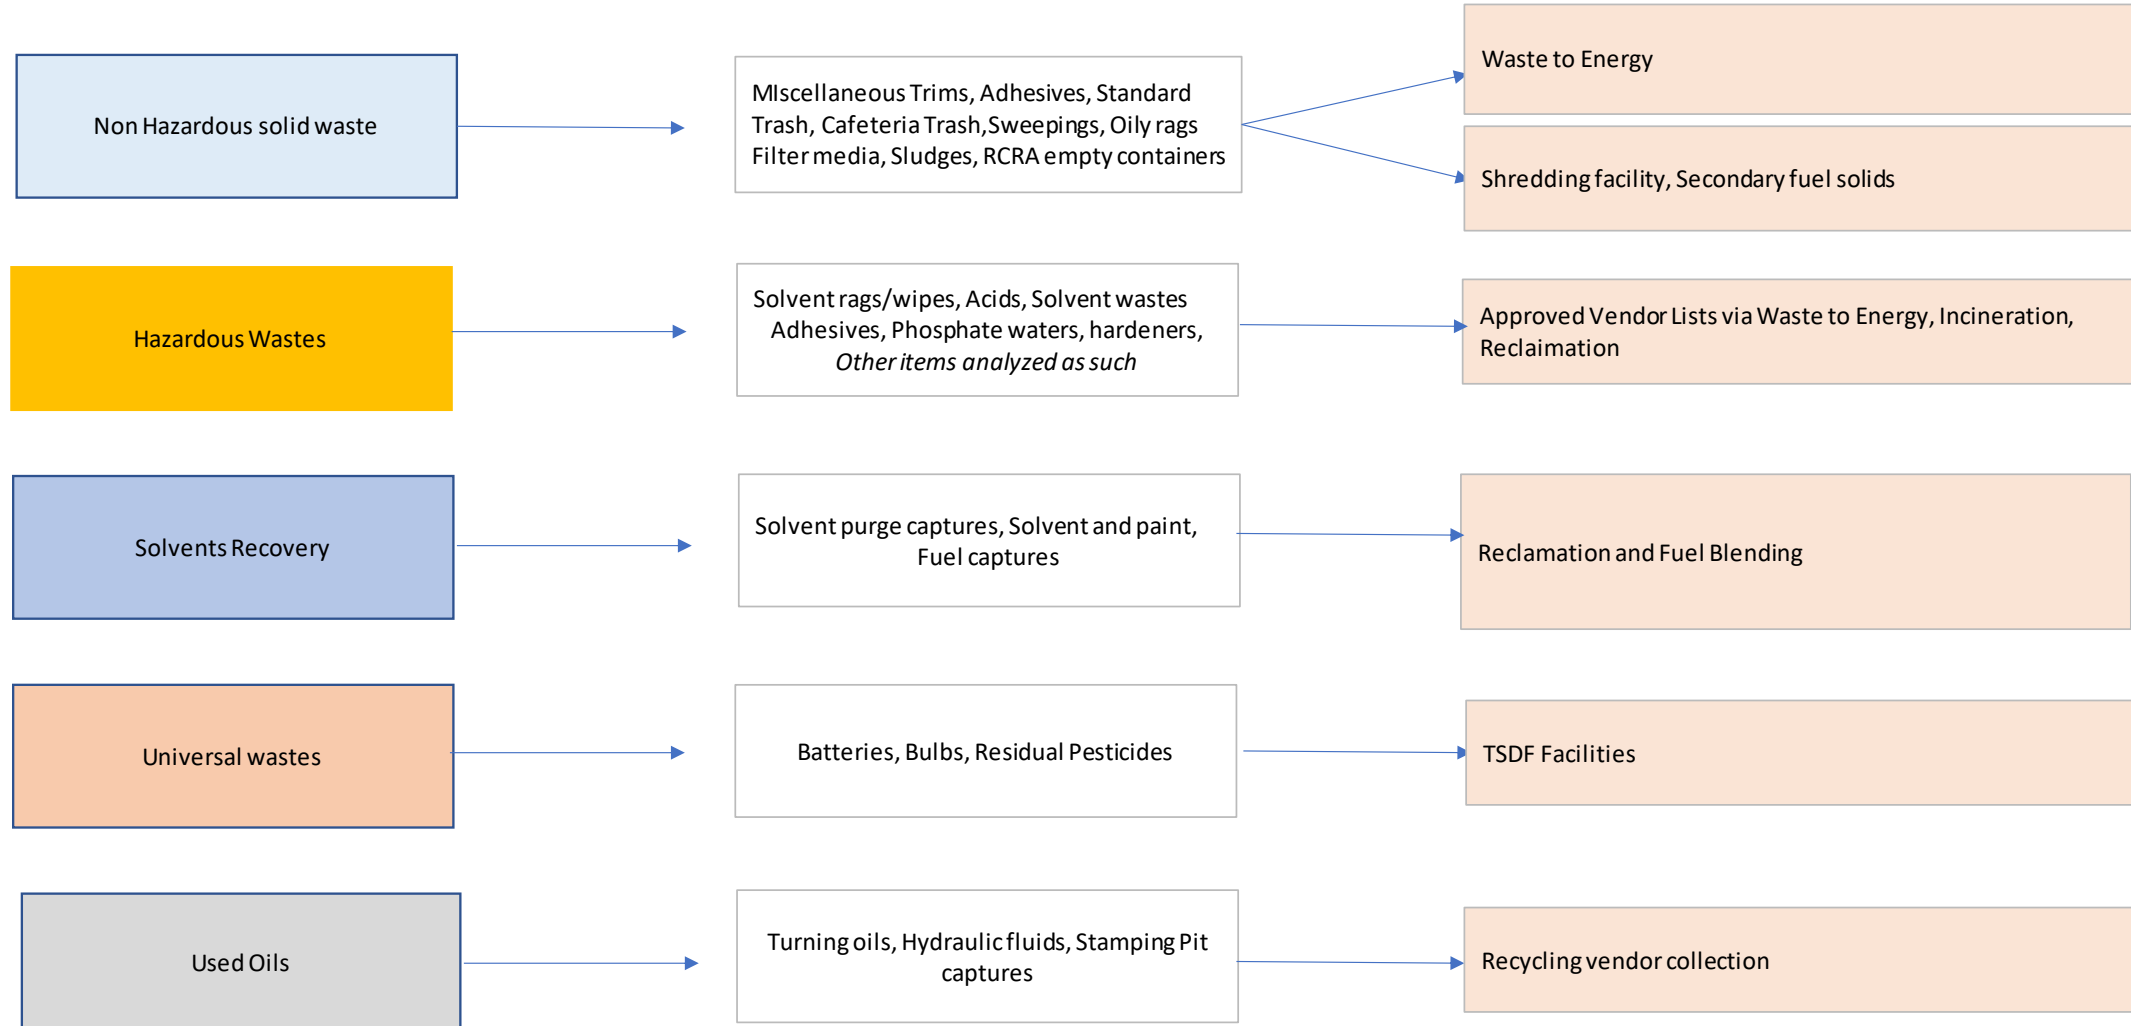 Non Hazardous solid waste
MIscellaneous Trims, Adhesives, Standard
Trash, Cafeteria Trash,Sweepings, Oily rags
Filter media, Sludges, RCRA empty containers
Waste to Energy
Shredding facility, Secondary fuel solids
Hazardous Wastes
Solvent rags/wipes, Acids, Solvent wastes
Adhesives, Phosphate waters, hardeners,
Other items analyzed as such
Approved Vendor Lists via Waste to Energy, Incineration,
Reclaimation
Solvents Recovery
Solvent purge captures, Solvent and paint,
Fuel captures
Reclamation and Fuel Blending
Universal wastes
Batteries, Bulbs, Residual Pesticides
TSDF Facilities
Used Oils
Turning oils, Hydraulic fluids, Stamping Pit
captures
Recycling vendor collection